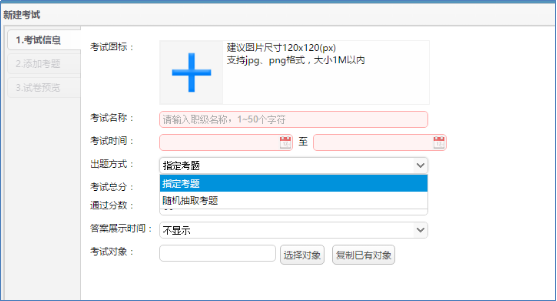 新建考试
1.考试信息
2.添加考题
3.试卷预览
考试图标：
建议图片尺寸120x120(px)
支持jpg、png格式，大小1M以内
考试名称：
请输入班级名称，1~50个字符
考试时间： 至
出题方式： 指定考题
指定考题
随机抽取考题
考试总分：
通过分数：
答案展示时间： 不显示
考试对象： 选择对象 复制已有对象